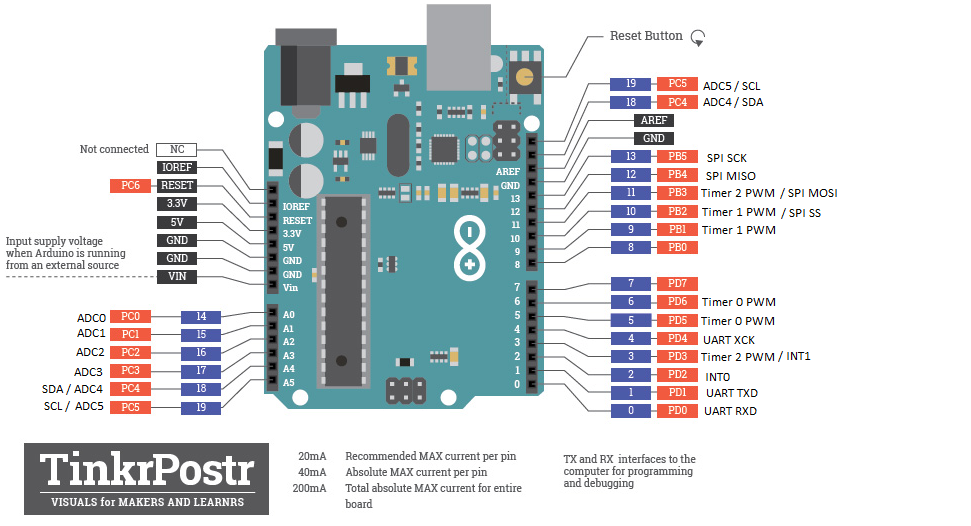 Reset Button
19 PC5 ADC5 / SCL
18 PC4 ADC4 / SDA
AREF
GND
13 PB5 SPI SCK
12 PB4 SPI MISO
11 PB3 Timer 2 PWM / SPI MOSI
10 PB2 Timer 1 PWM / SPI SS
9 PB1 Timer 1 PWM
8 PB0
7 PD7
6 PD6 Timer 0 PWM
5 PD5 Timer 0 PWM
4 PD4 UART XCK
3 PD3 Timer 2 PWM / INT1
2 PD2 INT0
1 PD1 UART TXD
0 PD0 UART RXD
Not connected NC
IOREF
PC6 RESET
3.3V
5V
GND
GND
VIN
Input supply voltage
when Arduino is running
from an external source
ADC0 PC0 14
ADC1 PC1 15
ADC2 PC2 16
ADC3 PC3 17
SDA / ADC4 PC4 18
SCL / ADC5 PC5 19
IOREF
RESET
3.3V
5V
GND
GND
Vin
A0
A1
A2
A3
A4
A5
AREF
GND
13
12
11
10
9
8
7
6
5
4
3
2
1
0
TinkrPostr
VISUALS for MAKERS AND LEARNRS
20mA Recommended MAX current per pin
40mA Absolute MAX current per pin
200mA Total absolute MAX current for entire
board
TX and RX interfaces to the
computer for programming
and debugging